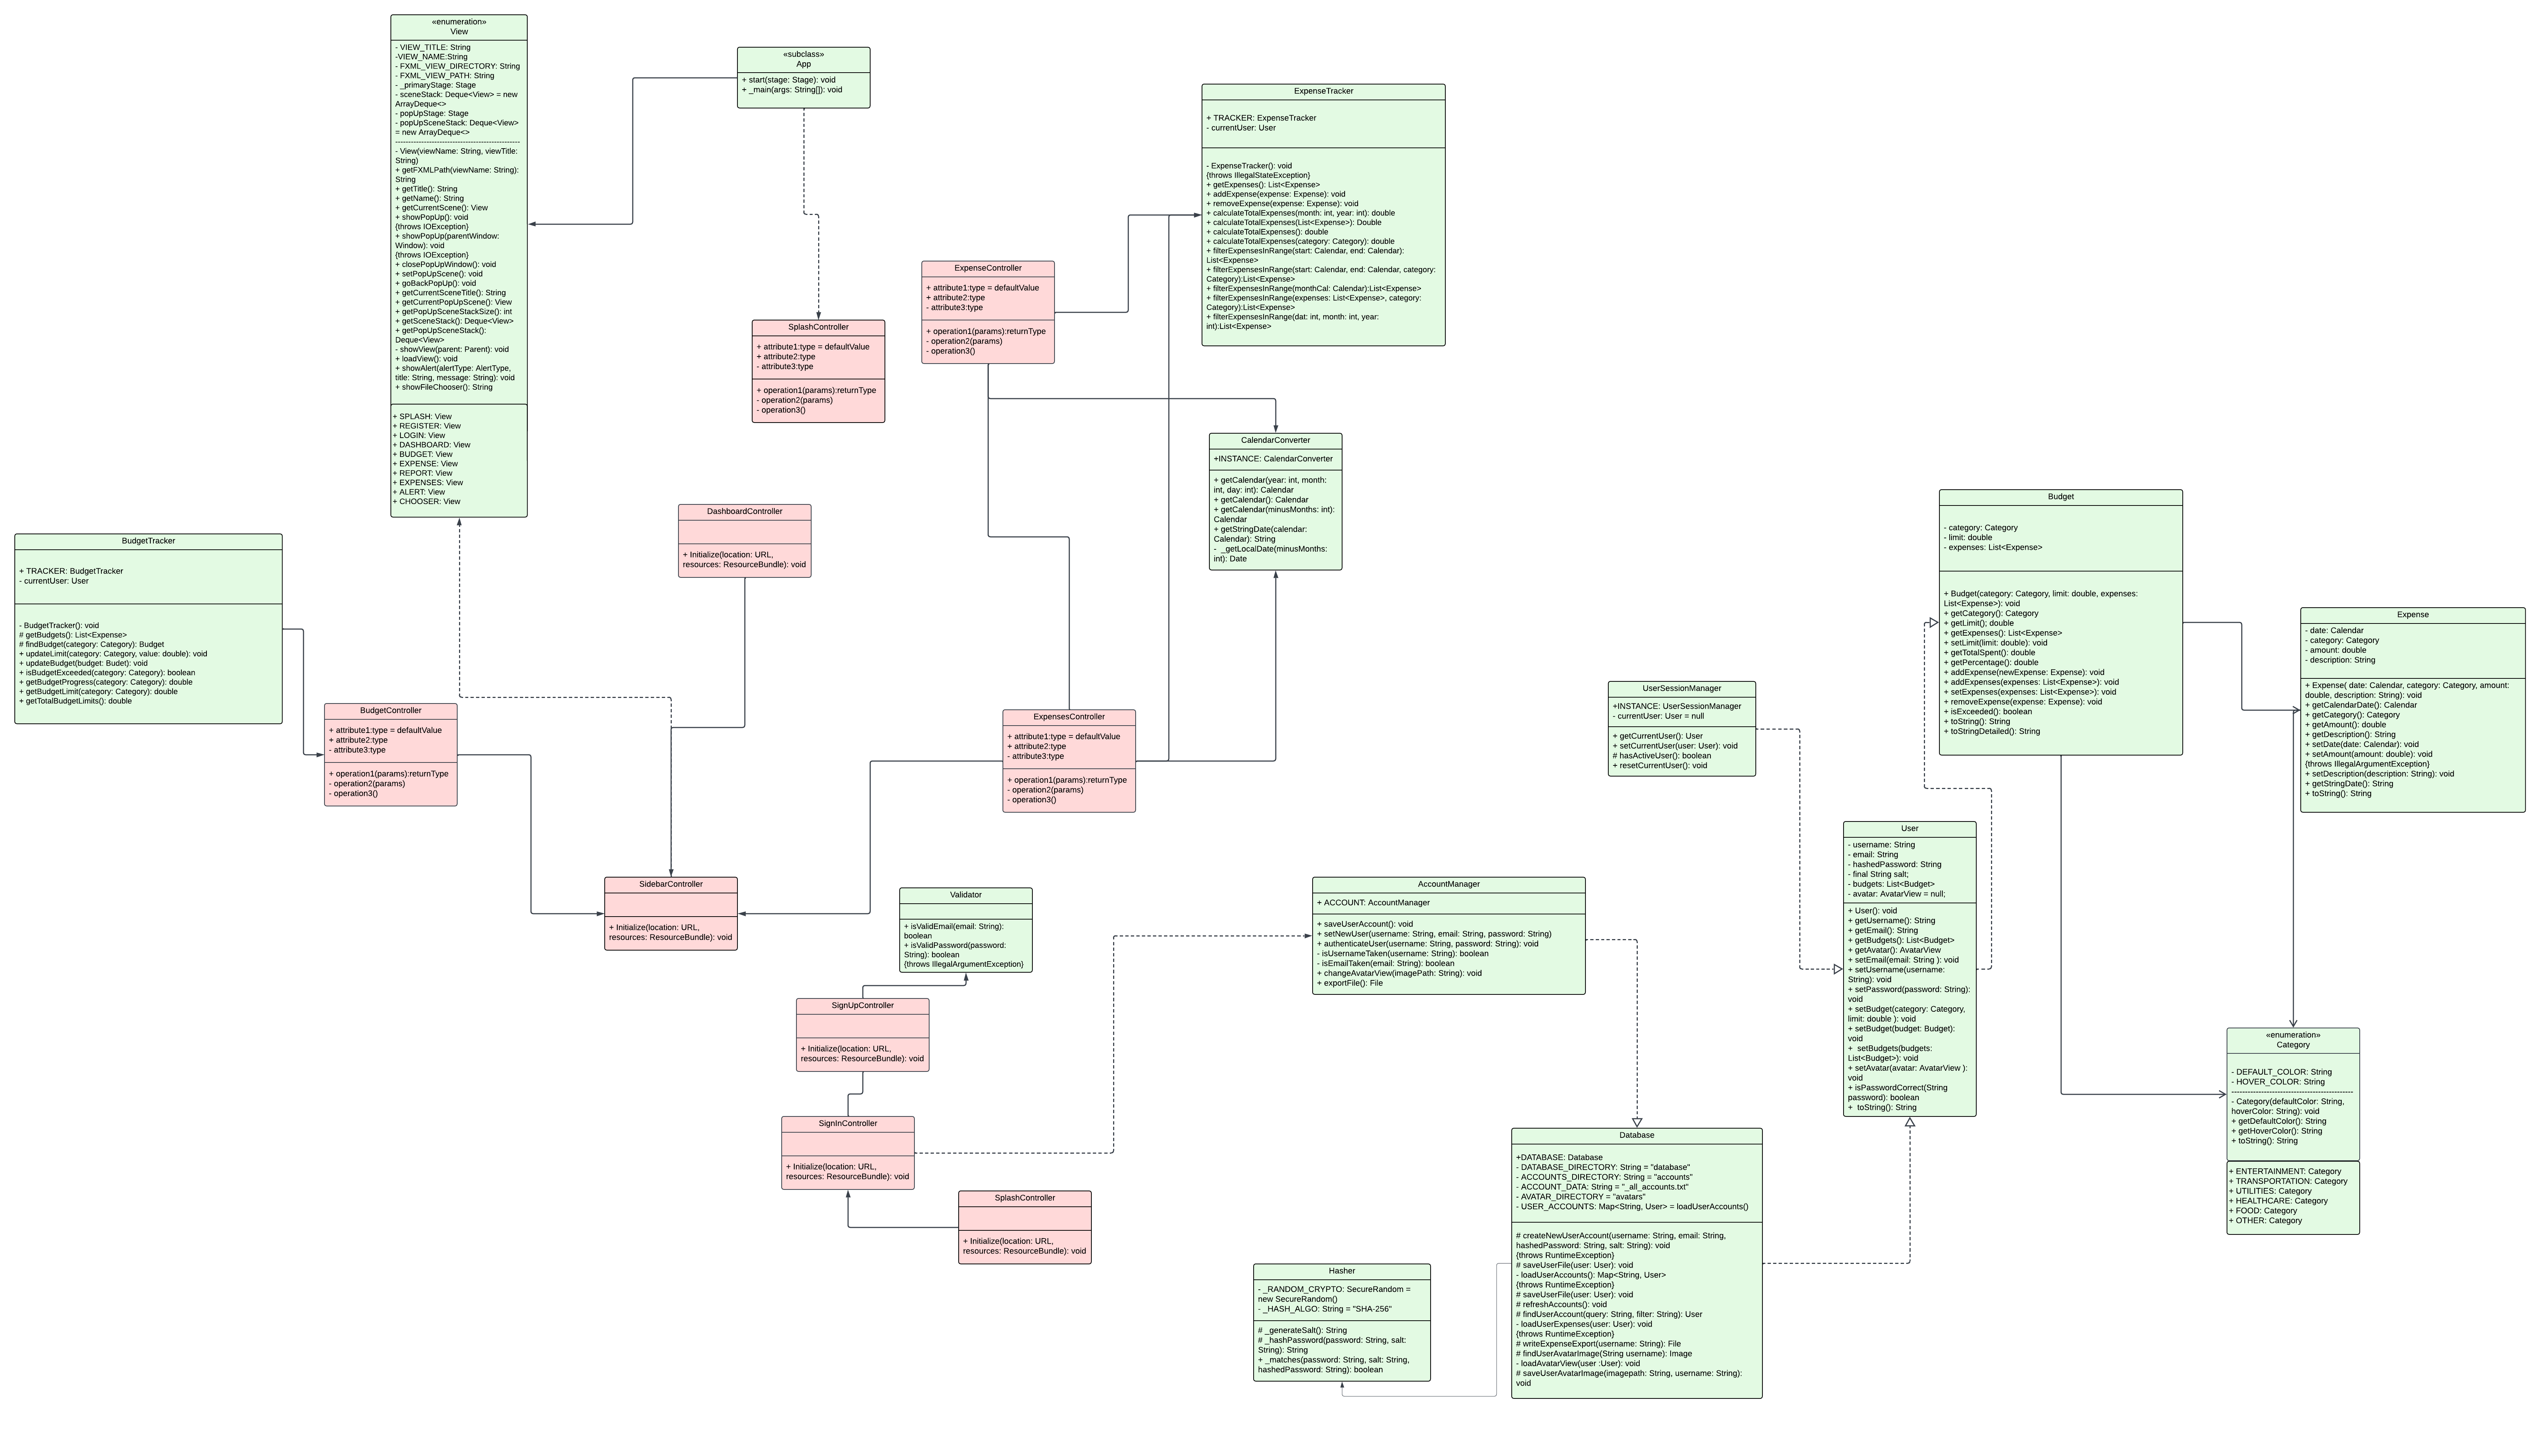 «enumeration»
View
- VIEW_TITLE: String
-VIEW_NAME:String
- FXML_VIEW_DIRECTORY: String
- FXML_VIEW_PATH: String
- _primaryStage: Stage
- sceneStack: Deque<View> = new
ArrayDeque<>
- popUpStage: Stage
- popUpSceneStack: Deque<View>
= new ArrayDeque<>
------------------------------------------------
- View(viewName: String, viewTitle:
String)
+ getFXMLPath(viewName: String):
String
+ getTitle(): String
+ getName(): String
+ getCurrentScene(): View
+ showPopUp(): void
{throws IOException}
+ showPopUp(parentWindow:
Window): void
{throws IOException}
+ closePopUpWindow(): void
+ setPopUpScene(): void
+ goBackPopUp(): void
+ getCurrentSceneTitle(): String
+ getCurrentPopUpScene(): View
+ getPopUpSceneStackSize(): int
+ getSceneStack(): Deque<View>
+ getPopUpSceneStack():
Deque<View>
- showView(parent: Parent): void
+ loadView(): void
+ showAlert(alertType: AlertType,
title: String, message: String): void
+ showFileChooser(): String
+ SPLASH: View
+ REGISTER: View
+ LOGIN: View
+ DASHBOARD: View
+ BUDGET: View
+ EXPENSE: View
+ REPORT: View
+ EXPENSES: View
+ ALERT: View
+ CHOOSER: View
«subclass»
App
+ start(stage: Stage): void
+ _main(args: String[]): void
ExpenseTracker
+ TRACKER: ExpenseTracker
- currentUser: User
- ExpenseTracker(): void
{throws IllegalStateException}
+ getExpenses(): List<Expense>
+ addExpense(expense: Expense): void
+ removeExpense(expense: Expense): void
+ calculateTotalExpenses(month: int, year: int): double
+ calculateTotalExpenses(List<Expense>): Double
+ calculateTotalExpenses(): double
+ calculateTotalExpenses(category: Category): double
+ filterExpensesInRange(start: Calendar, end: Calendar):
List<Expense>
+ filterExpensesInRange(start: Calendar, end: Calendar, category:
Category):List<Expense>
+ filterExpensesInRange(monthCal: Calendar):List<Expense>
+ filterExpensesInRange(expenses: List<Expense>, category:
Category):List<Expense>
+ filterExpensesInRange(dat: int, month: int, year:
int):List<Expense>
ExpenseController
+ attribute1:type = defaultValue
+ attribute2:type
- attribute3:type
+ operation1(params):returnType
- operation2(params)
- operation3()
SplashController
+ attribute1:type = defaultValue
+ attribute2:type
- attribute3:type
+ operation1(params):returnType
- operation2(params)
- operation3()
CalendarConverter
+INSTANCE: CalendarConverter
+ getCalendar(year: int, month:
int, day: int): Calendar
+ getCalendar(): Calendar
+ getCalendar(minusMonths: int):
Calendar
+ getStringDate(calendar:
Calendar): String
- _getLocalDate(minusMonths:
int): Date
DashboardController
+ Initialize(location: URL,
resources: ResourceBundle): void
BudgetTracker
+ TRACKER: BudgetTracker
- currentUser: User
- BudgetTracker(): void
# getBudgets(): List<Expense>
# findBudget(category: Category): Budget
+ updateLimit(category: Category, value: double): void
+ updateBudget(budget: Budet): void
+ isBudgetExceeded(category: Category): boolean
+ getBudgetProgress(category: Category): double
+ getBudgetLimit(category: Category): double
+ getTotalBudgetLimits(): double
BudgetController
+ attribute1:type = defaultValue
+ attribute2:type
- attribute3:type
+ operation1(params):returnType
- operation2(params)
- operation3()
ExpensesController
+ attribute1:type = defaultValue
+ attribute2:type
- attribute3:type
+ operation1(params):returnType
- operation2(params)
- operation3()
SidebarController
+ Initialize(location: URL,
resources: ResourceBundle): void
Validator
+ isValidEmail(email: String):
boolean
+ isValidPassword(password:
String): boolean
{throws IllegalArgumentException}
SignUpController
+ Initialize(location: URL,
resources: ResourceBundle): void
SignInController
+ Initialize(location: URL,
resources: ResourceBundle): void
SplashController
+ Initialize(location: URL,
resources: ResourceBundle): void
AccountManager
+ ACCOUNT: AccountManager
+ saveUserAccount(): void
+ setNewUser(username: String, email: String, password: String)
+ authenticateUser(username: String, password: String): void
- isUsernameTaken(username: String): boolean
- isEmailTaken(email: String): boolean
+ changeAvatarView(imagePath: String): void
+ exportFile(): File
Hasher
- _RANDOM_CRYPTO: SecureRandom =
new SecureRandom()
- _HASH_ALGO: String = "SHA-256"
# _generateSalt(): String
# _hashPassword(password: String, salt:
String): String
+ _matches(password: String, salt: String,
hashedPassword: String): boolean
Database
+DATABASE: Database
- DATABASE_DIRECTORY: String = "database"
- ACCOUNTS_DIRECTORY: String = "accounts"
- ACCOUNT_DATA: String = "_all_accounts.txt"
- AVATAR_DIRECTORY = "avatars"
- USER_ACCOUNTS: Map<String, User> = loadUserAccounts()
# createNewUserAccount(username: String, email: String,
hashedPassword: String, salt: String): void
{throws RuntimeException}
# saveUserFile(user: User): void
- loadUserAccounts(): Map<String, User>
{throws RuntimeException}
# saveUserFile(user: User): void
# refreshAccounts(): void
# findUserAccount(query: String, filter: String): User
- loadUserExpenses(user: User): void
{throws RuntimeException}
# writeExpenseExport(username: String): File
# findUserAvatarImage(String username): Image
- loadAvatarView(user :User): void
# saveUserAvatarImage(imagepath: String, username: String):
void
UserSessionManager
+INSTANCE: UserSessionManager
- currentUser: User = null
+ getCurrentUser(): User
+ setCurrentUser(user: User): void
# hasActiveUser(): boolean
+ resetCurrentUser(): void
User
- username: String
- email: String
- hashedPassword: String
- final String salt;
- budgets: List<Budget>
- avatar: AvatarView = null;
+ User(): void
+ getUsername(): String
+ getEmail(): String
+ getBudgets(): List<Budget>
+ getAvatar(): AvatarView
+ setEmail(email: String ): void
+ setUsername(username:
String): void
+ setPassword(password: String):
void
+ setBudget(category: Category,
limit: double ): void
+ setBudget(budget: Budget):
void
+  setBudgets(budgets:
List<Budget>): void
+ setAvatar(avatar: AvatarView ):
void
+ isPasswordCorrect(String
password): boolean
+  toString(): String
Budget
- category: Category
- limit: double
- expenses: List<Expense>
+ Budget(category: Category, limit: double, expenses:
List<Expense>): void
+ getCategory(): Category
+ getLimit(); double
+ getExpenses(): List<Expense>
+ setLimit(limit: double): void
+ getTotalSpent(): double
+ getPercentage(): double
+ addExpense(newExpense: Expense): void
+ addExpenses(expenses: List<Expense>): void
+ setExpenses(expenses: List<Expense>): void
+ removeExpense(expense: Expense): void
+ isExceeded(): boolean
+ toString(): String
+ toStringDetailed(): String
Expense
- date: Calendar
- category: Category
- amount: double
- description: String
+ Expense( date: Calendar, category: Category, amount:
double, description: String): void
+ getCalendarDate(): Calendar
+ getCategory(): Category
+ getAmount(): double
+ getDescription(): String
+ setDate(date: Calendar): void
+ setAmount(amount: double): void
{throws IllegalArgumentException}
+ setDescription(description: String): void
+ getStringDate(): String
+ toString(): String
«enumeration»
Category
- DEFAULT_COLOR: String
- HOVER_COLOR: String
-----------------------------------------------
- Category(defaultColor: String,
hoverColor: String): void
+ getDefaultColor(): String
+ getHoverColor(): String
+ toString(): String
+ ENTERTAINMENT: Category
+ TRANSPORTATION: Category
+ UTILITIES: Category
+ HEALTHCARE: Category
+ FOOD: Category
+ OTHER: Category